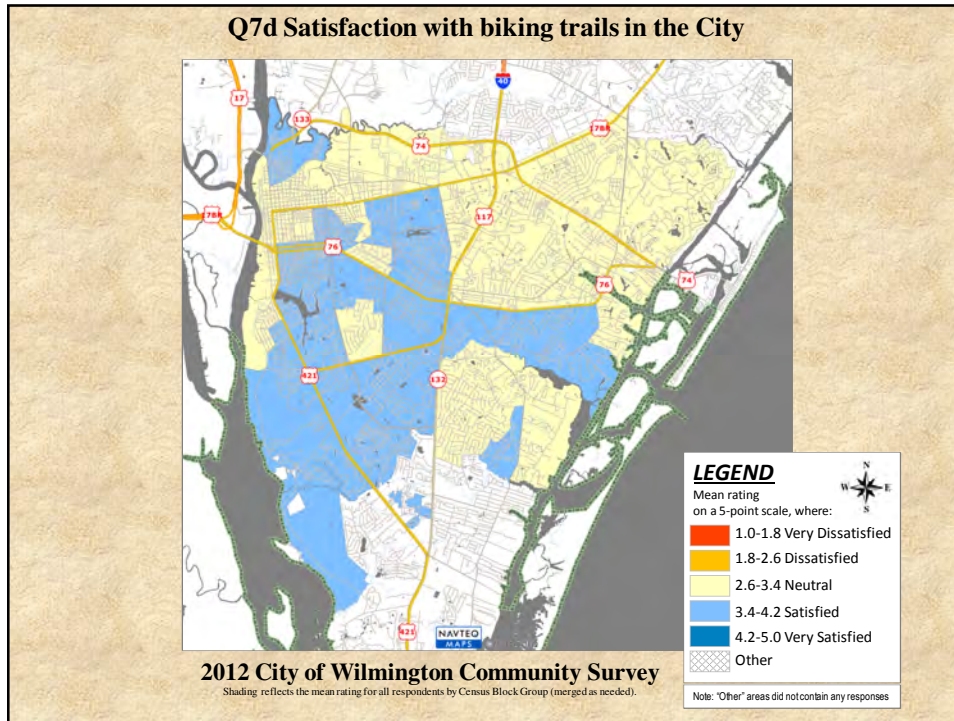 Q7d Satisfaction with biking trails in the City
40
17
133
17BR
74
17BR
117
76
76
74
421
132
421
NAVTEQ
MAPS
LEGEND
Mean rating
on a 5-point scale, where:
N
W E
S
1.0-1.8 Very Dissatisfied
1.8-2.6 Dissatisfied
2.6-3.4 Neutral
3.4-4.2 Satisfied
4.2-5.0 Very Satisfied
Other
Note: “Other” areas did not contain any responses
2012 City of Wilmington Community Survey
Shading reflects the mean rating for all respondents by Census Block Group (merged as needed).